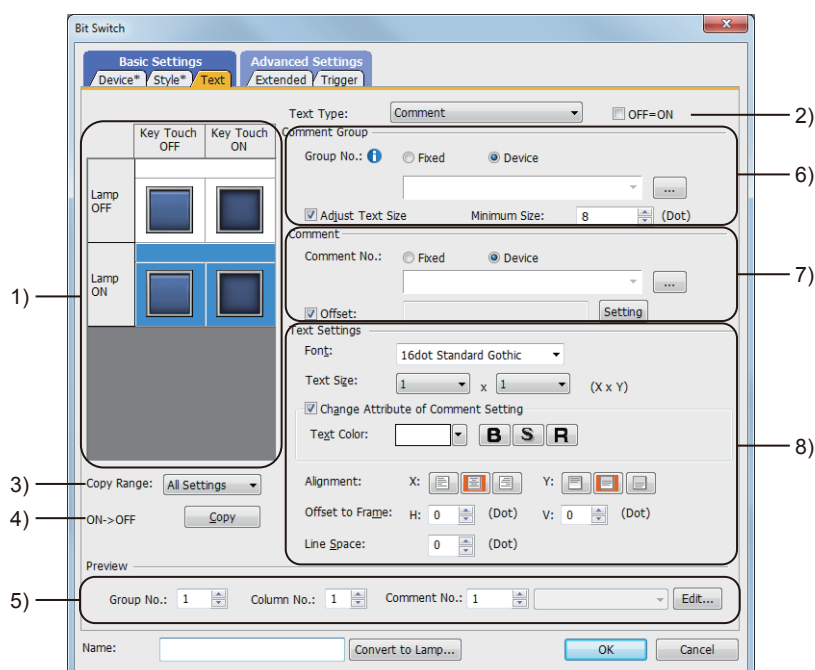 Bit Switch
x
Basic Settings Advanced Settings
Device* Style* Text Extended Trigger
Text Type: Comment OFF=ON 2)
Key Touch OFF Key Touch ON
Lamp OFF
Lamp ON
1)
Comment Group
Group No.: i Fixed Device
...
6)
Adjust Text Size Minimum Size: 8 (Dot)
Comment
Comment No.: Fixed Device
...
7)
Offset: Setting
Text Settings
Font: 16dot Standard Gothic
Text Size: 1 x 1 (X x Y)
Change Attribute of Comment Setting
Text Color: B S R
8)
Alignment: X: Y:
Offset to Frame: H: 0 (Dot) V: 0 (Dot)
Line Space: 0 (Dot)
3) Copy Range: All Settings
4) ON->OFF Copy
Preview
5) Group No.: 1 Column No.: 1 Comment No.: 1 Edit...
Name: Convert to Lamp... OK Cancel